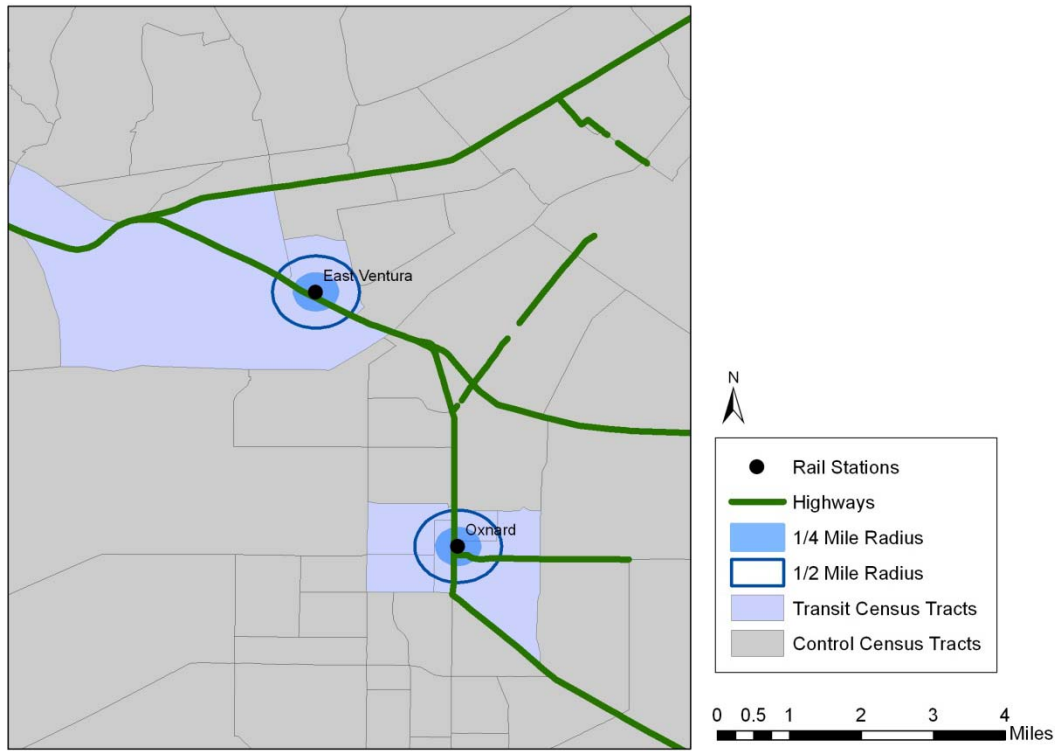 East Ventura
Oxnard
N
Rail Stations
Highways
1/4 Mile Radius
1/2 Mile Radius
Transit Census Tracts
Control Census Tracts
0 0.5 1 2 3 4
Miles